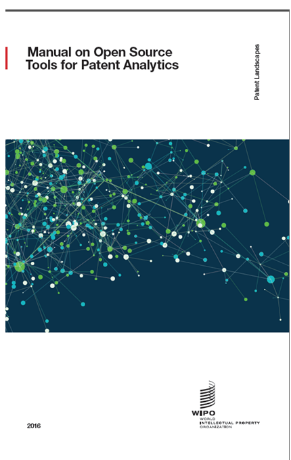 Manual on Open Source
Tools for Patent Analytics
Patent Landscapes
2016
WIPO
WORLD
INTELLECTUAL PROPERTY
ORGANIZATION